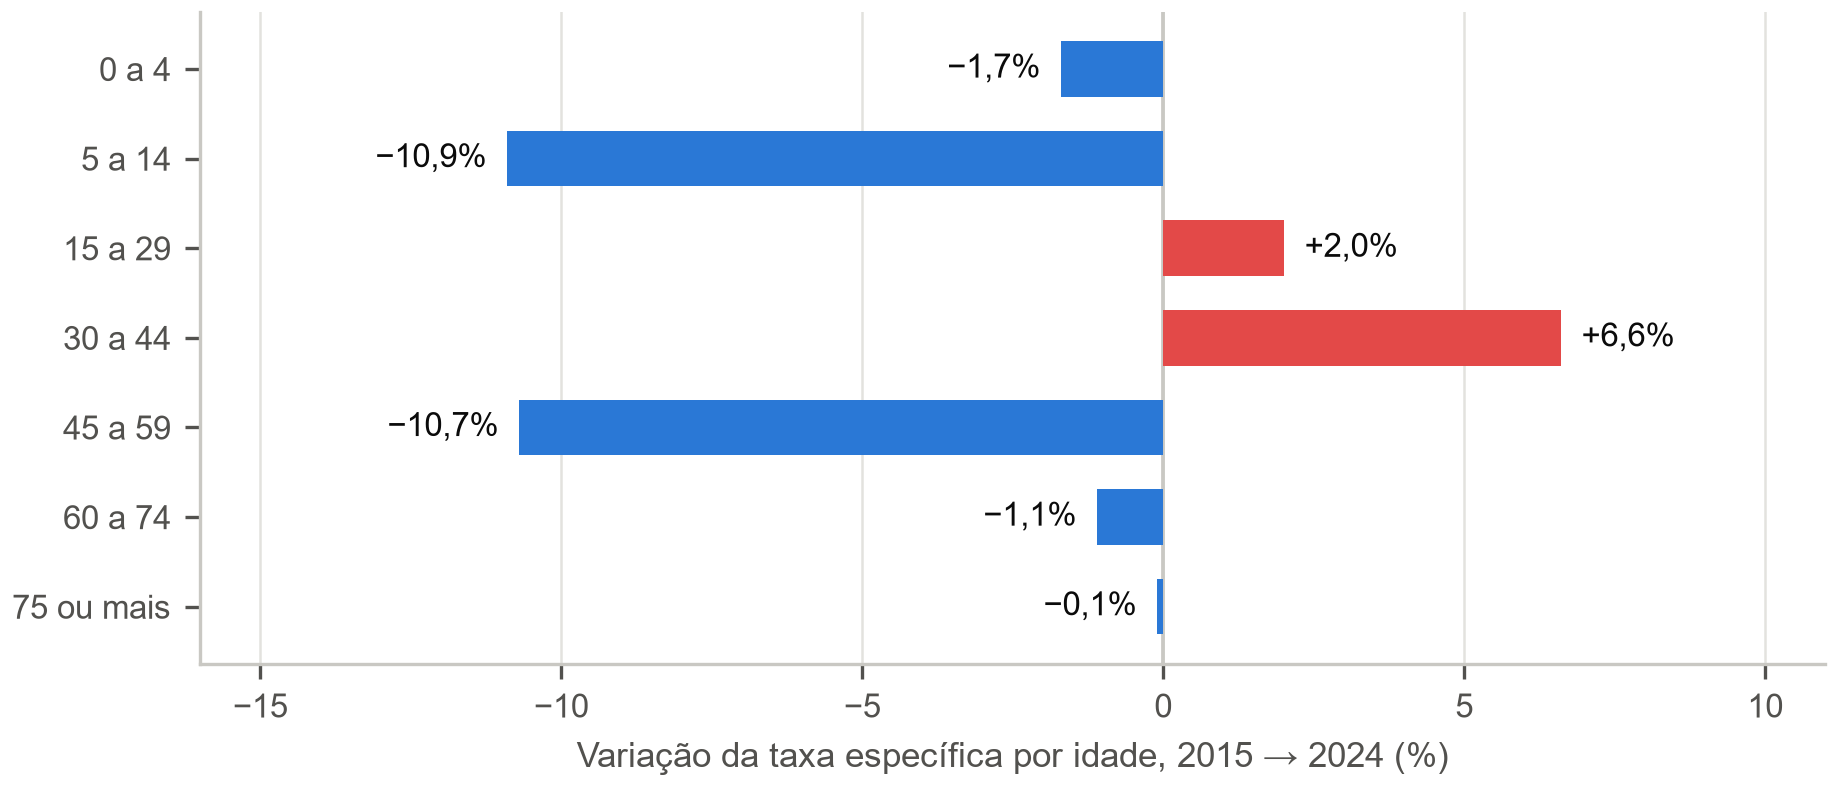 0 a 4 −1,7%
5 a 14 −10,9%
15 a 29 +2,0%
30 a 44 +6,6%
45 a 59 −10,7%
60 a 74 −1,1%
75 ou mais −0,1%
−15 −10 −5 0 5 10
Variação da taxa específica por idade, 2015 → 2024 (%)